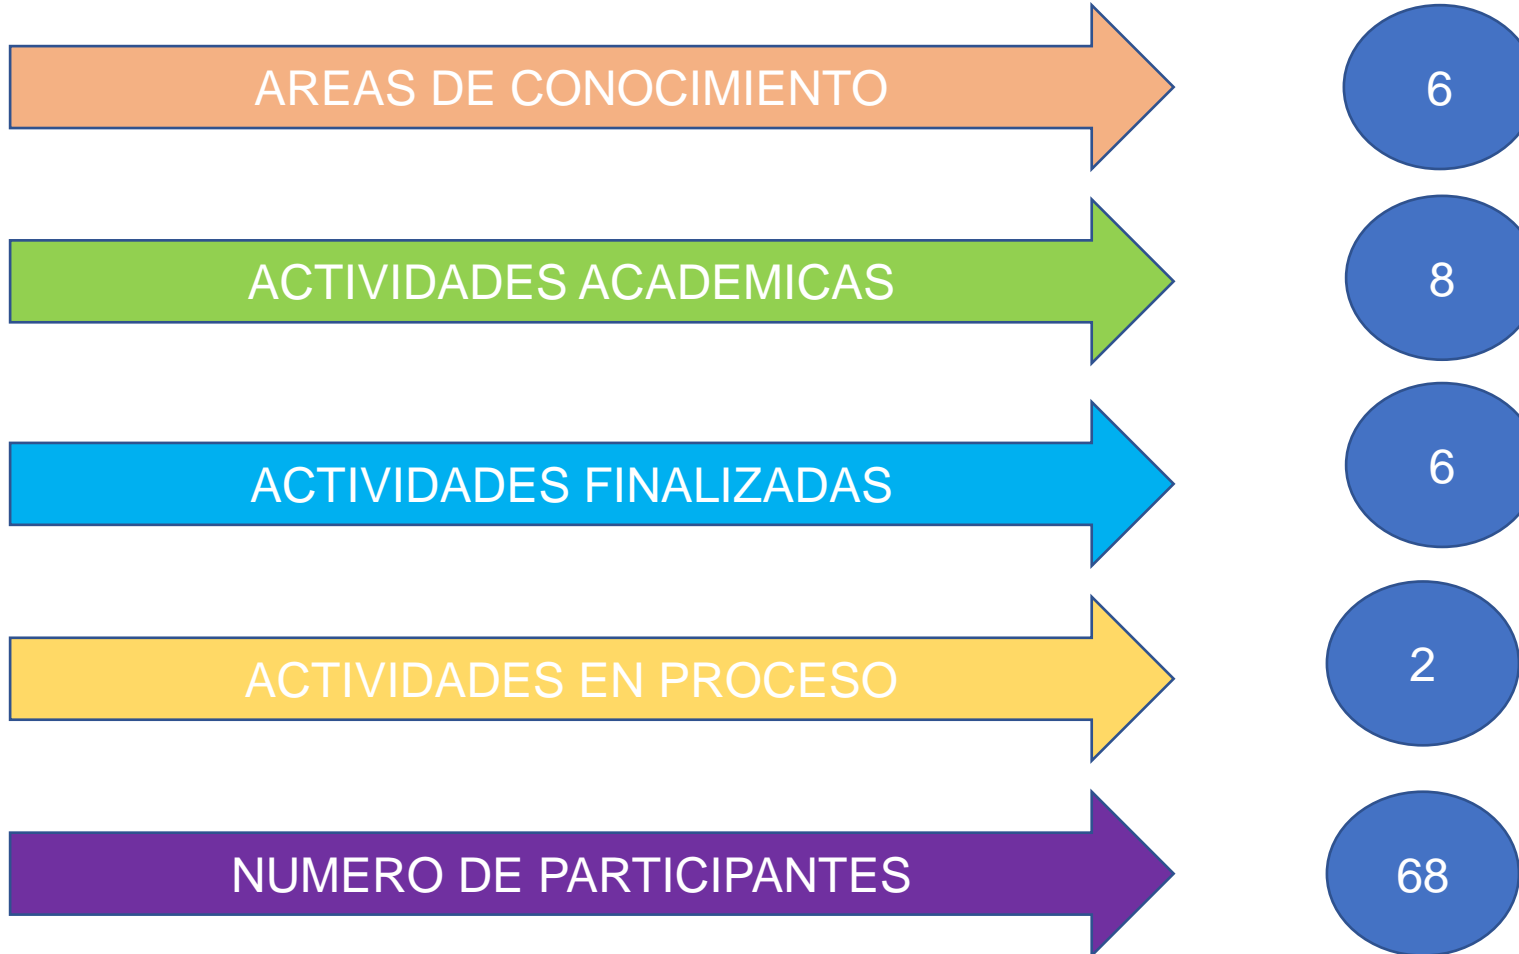 AREAS DE CONOCIMIENTO 6
ACTIVIDADES ACADEMICAS 8
ACTIVIDADES FINALIZADAS 6
ACTIVIDADES EN PROCESO 2
NUMERO DE PARTICIPANTES 68